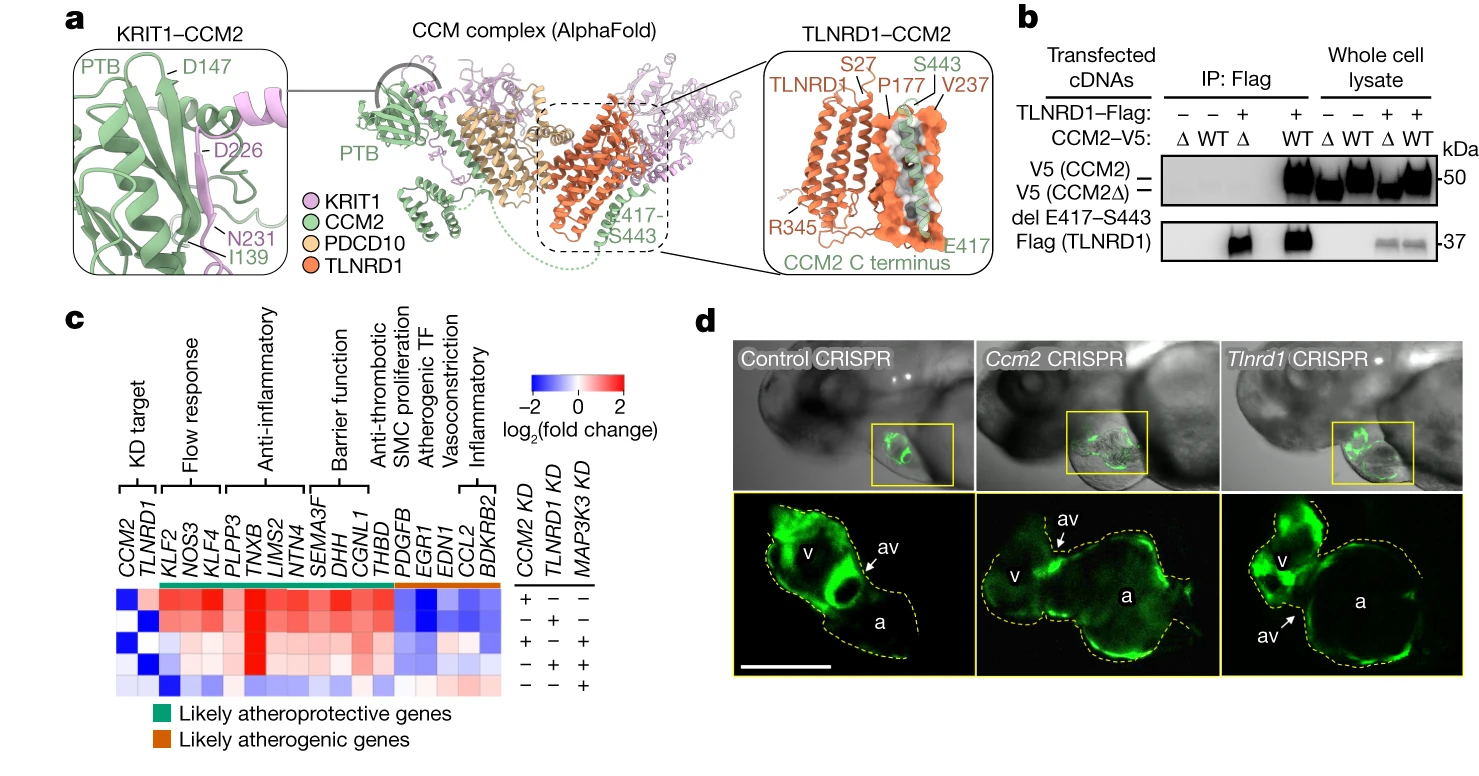 a
KRIT1–CCM2
PTB
D147
D226
N231
I139
CCM complex (AlphaFold)
PTB
KRIT1
CCM2
PDCD10
TLNRD1
E417-
S443
TLNRD1–CCM2
S27
S443
TLNRD1
P177
V237
R345
E417
CCM2 C terminus
b
Transfected
cDNAs
IP: Flag
Whole cell
lysate
TLNRD1–Flag: – – + + – – + +
CCM2–V5: Δ WT Δ WT Δ WT Δ WT
kDa
V5 (CCM2)
V5 (CCM2Δ)
del E417–S443
Flag (TLNRD1)
50
37
c
KD target
Flow response
Anti-inflammatory
Barrier function
Anti-thrombotic
SMC proliferation
Atherogenic TF
Vasoconstriction
Inflammatory
–2 0 2
log2(fold change)
CCM2
TLNRD1
KLF2
NOS3
KLF4
PLPP3
TNXB
LIMS2
NTN4
SEMA3F
DHH
CGNL1
THBD
PDGFB
EGR1
EDN1
CCL2
BDKRB2
CCM2 KD
TLNRD1 KD
MAP3K3 KD
+ – –
– + –
+ – +
– + +
– – +
Likely atheroprotective genes
Likely atherogenic genes
d
Control CRISPR
Ccm2 CRISPR
Tlnrd1 CRISPR
v
av
a
v
av
a
v
av
a